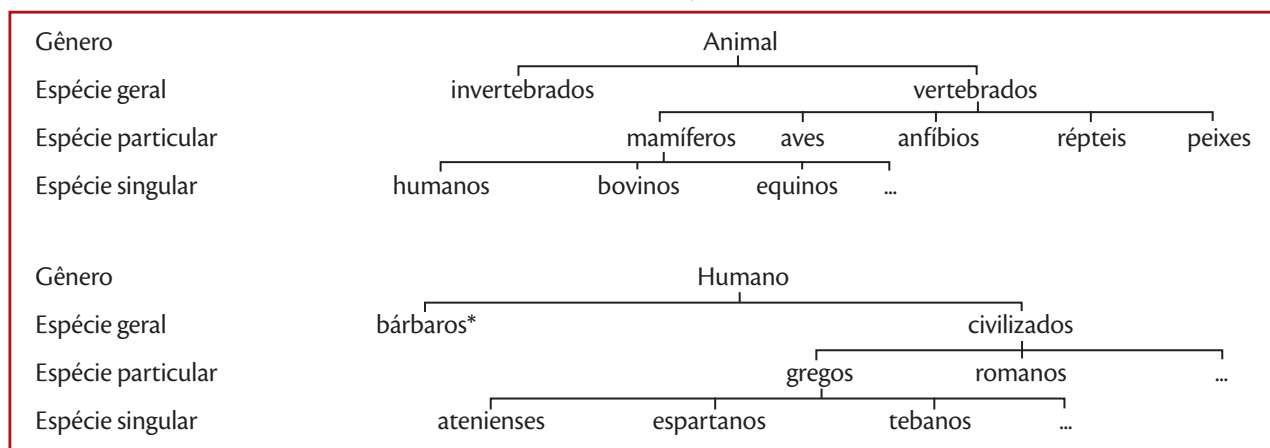 Gênero Animal
Espécie geral invertebrados vertebrados
Espécie particular mamíferos aves anfíbios répteis peixes
Espécie singular humanos bovinos equinos ...
Gênero Humano
Espécie geral bárbaros* civilizados
Espécie particular gregos romanos ...
Espécie singular atenienses espartanos tebanos ...